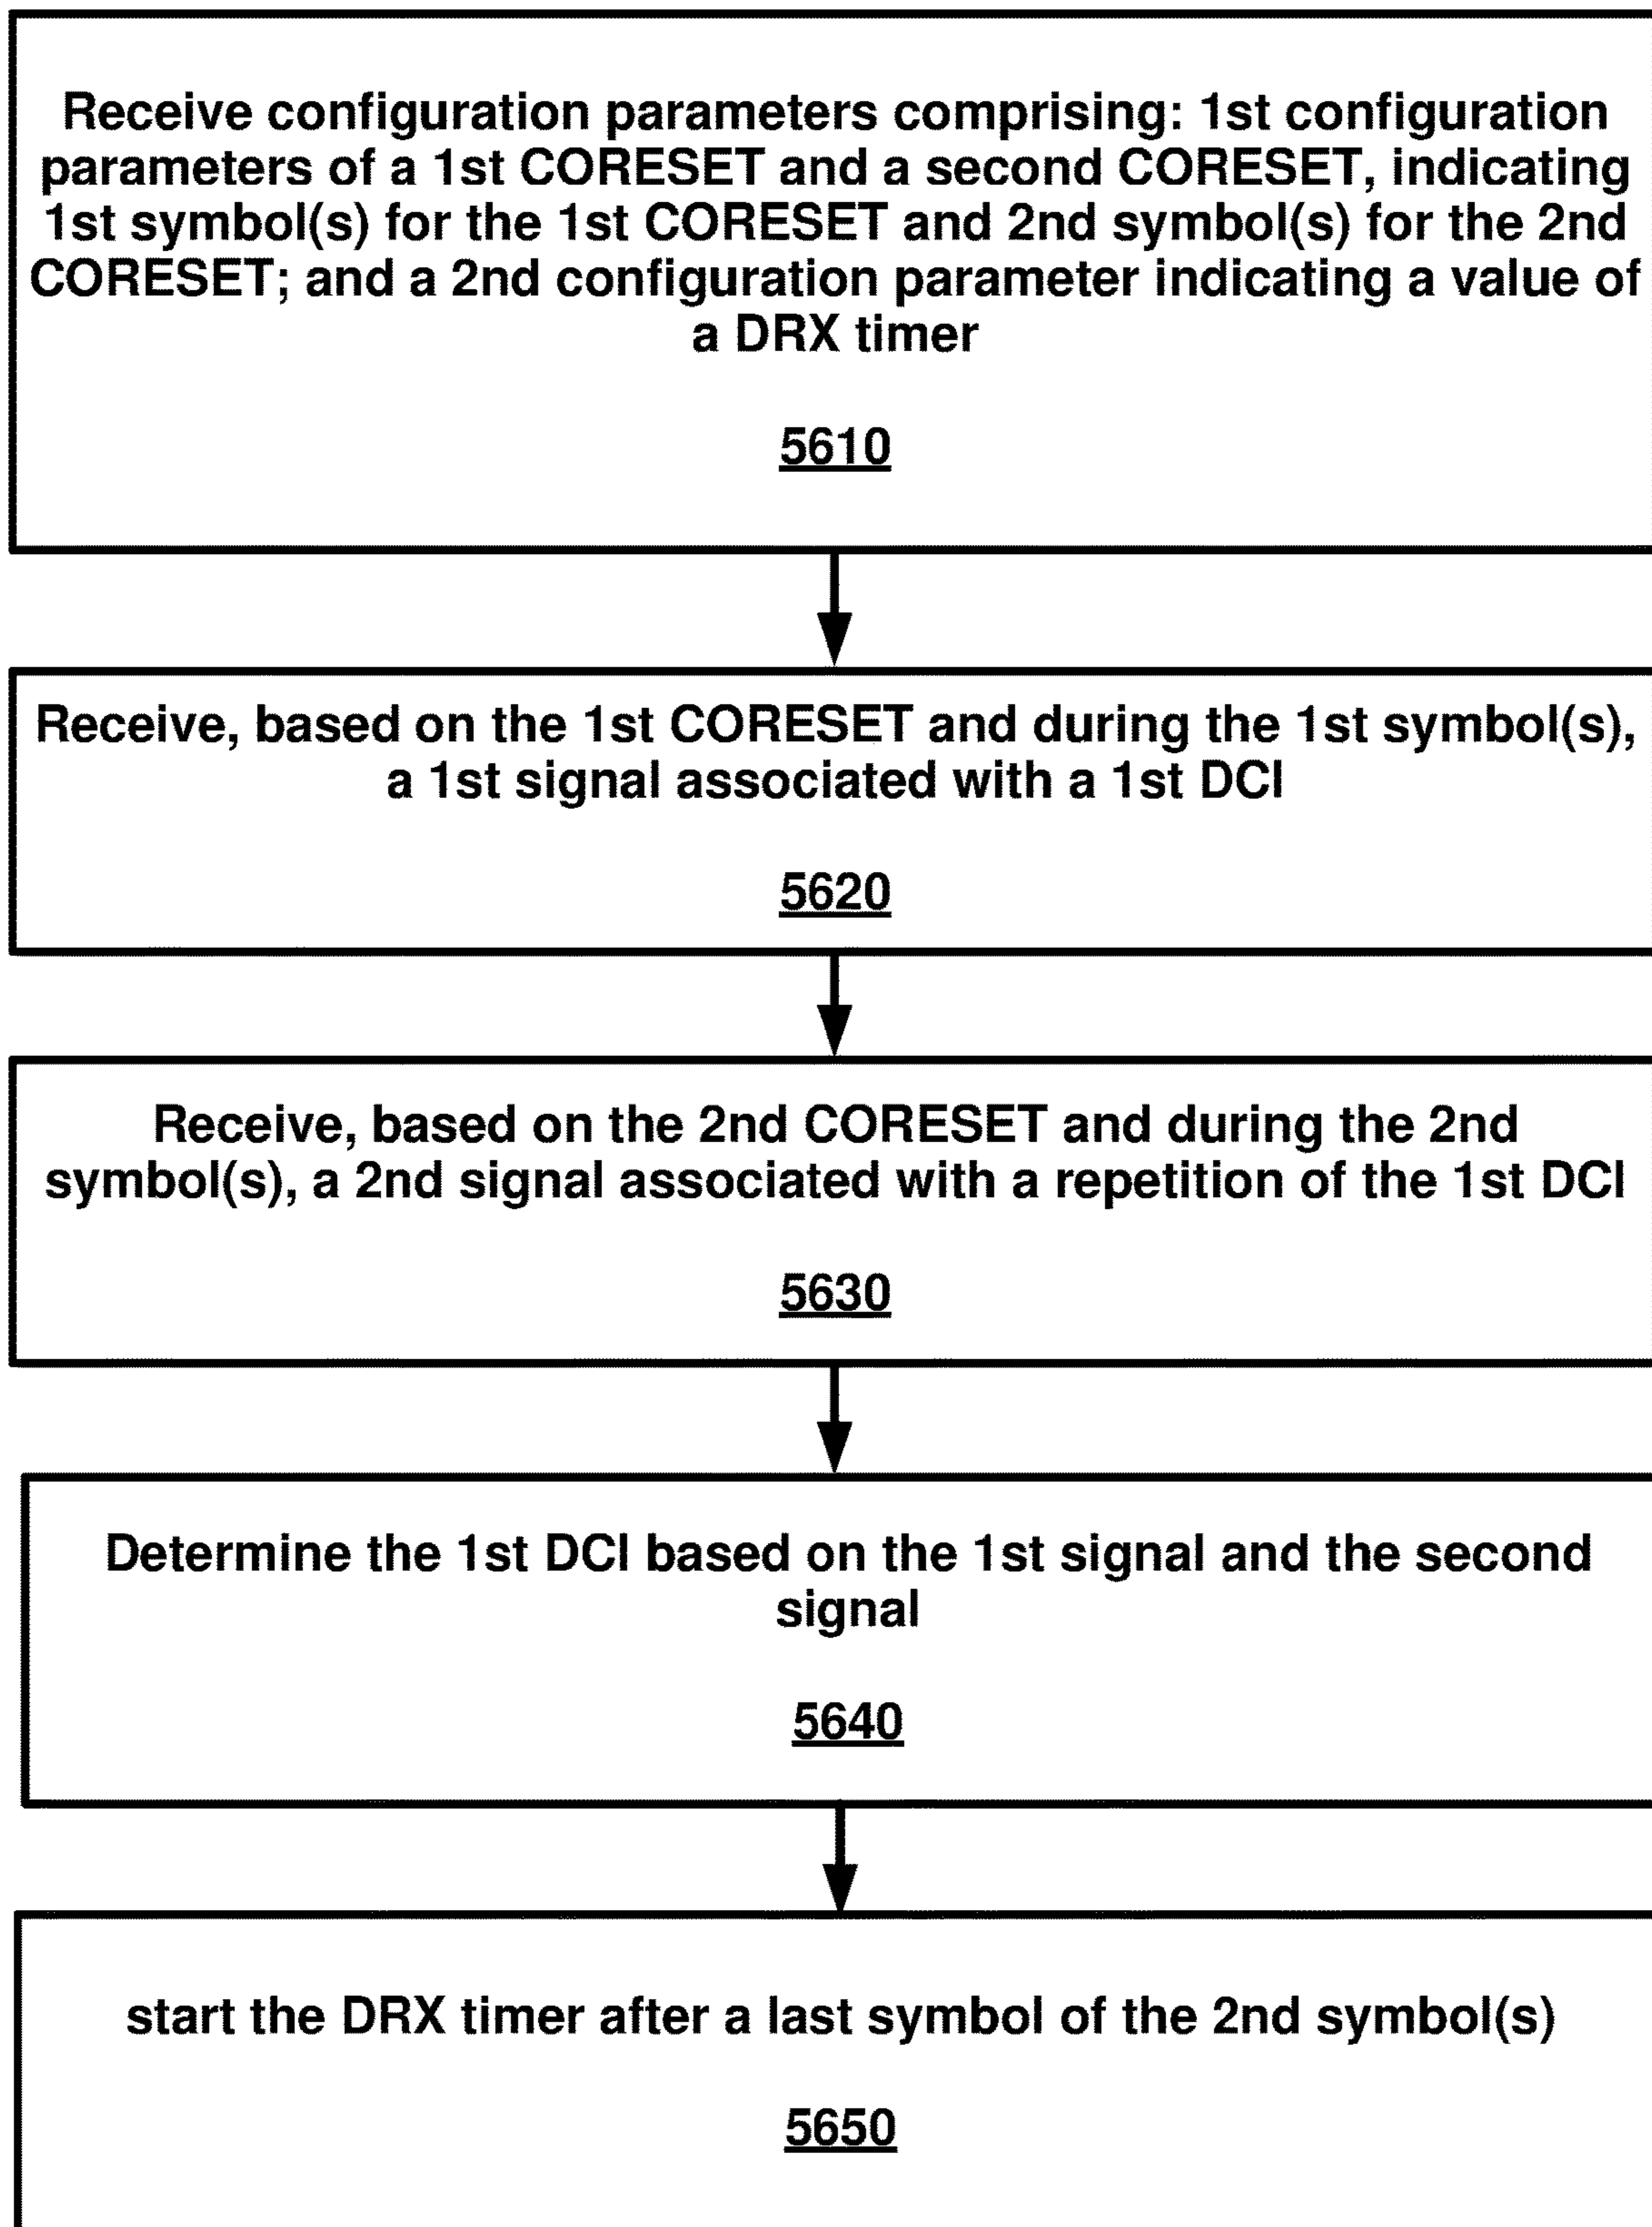 Receive configuration parameters comprising: 1st configuration
parameters of a 1st CORESET and a second CORESET, indicating
1st symbol(s) for the 1st CORESET and 2nd symbol(s) for the 2nd
CORESET; and a 2nd configuration parameter indicating a value of
a DRX timer
5610
Receive, based on the 1st CORESET and during the 1st symbol(s),
a 1st signal associated with a 1st DCI
5620
Receive, based on the 2nd CORESET and during the 2nd
symbol(s), a 2nd signal associated with a repetition of the 1st DCI
5630
Determine the 1st DCI based on the 1st signal and the second
signal
5640
start the DRX timer after a last symbol of the 2nd symbol(s)
5650